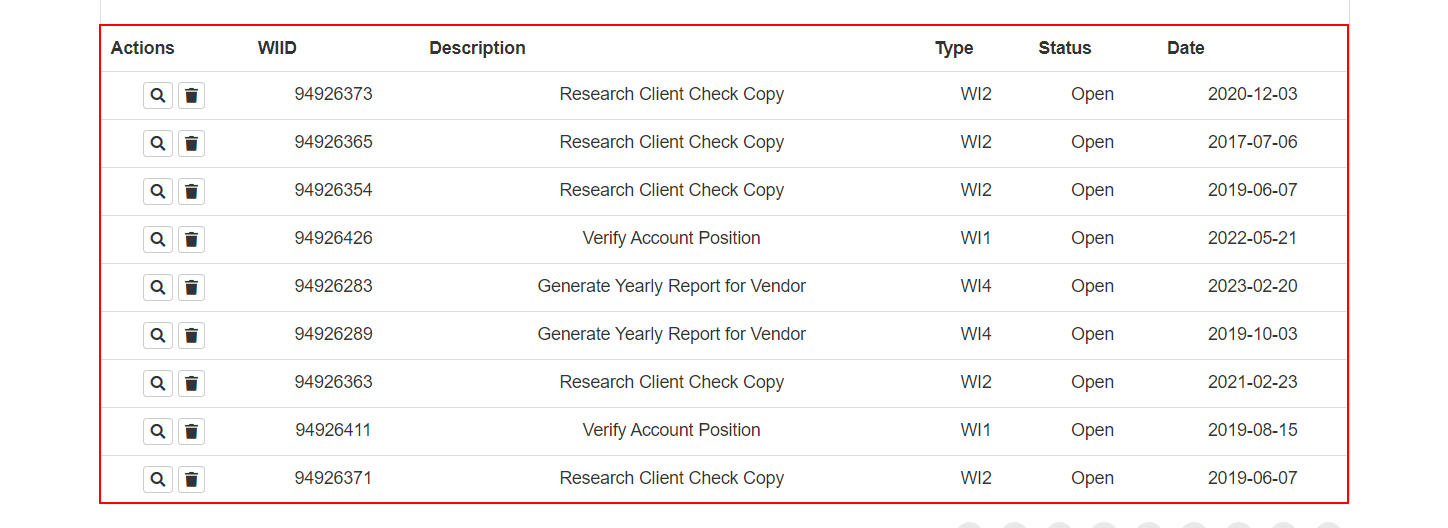 Actions WIID Description Type Status Date
94926373 Research Client Check Copy WI2 Open 2020-12-03
94926365 Research Client Check Copy WI2 Open 2017-07-06
94926354 Research Client Check Copy WI2 Open 2019-06-07
94926426 Verify Account Position WI1 Open 2022-05-21
94926283 Generate Yearly Report for Vendor WI4 Open 2023-02-20
94926289 Generate Yearly Report for Vendor WI4 Open 2019-10-03
94926363 Research Client Check Copy WI2 Open 2021-02-23
94926411 Verify Account Position WI1 Open 2019-08-15
94926371 Research Client Check Copy WI2 Open 2019-06-07